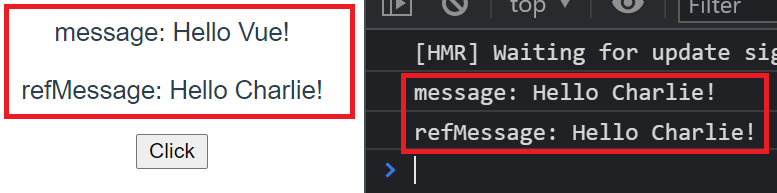 message: Hello Vue!
refMessage: Hello Charlie!
Click
top
Filter
[HMR] Waiting for update sig
message: Hello Charlie!
refMessage: Hello Charlie!